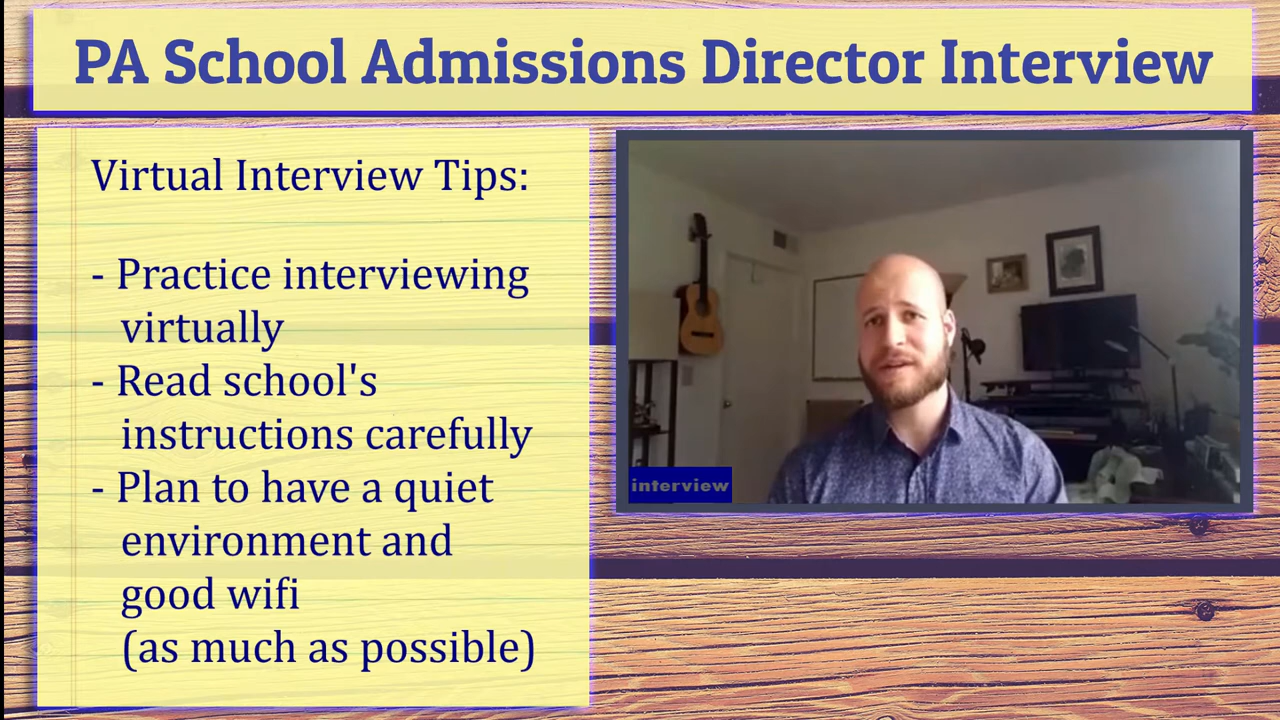 PA School Admissions Director Interview
Virtual Interview Tips:
- Practice interviewing
virtually
- Read school's
instructions carefully
- Plan to have a quiet
environment and
good wifi
(as much as possible)
interview